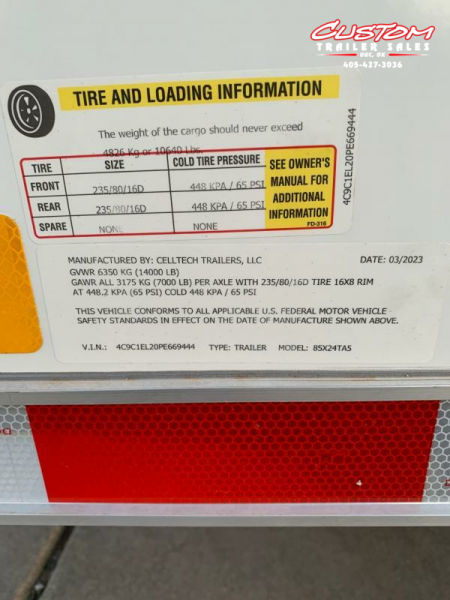 CUSTOM
TRAILER SALES
OKC, OK
405-427-3036
TIRE AND LOADING INFORMATION
The weight of the cargo should never exceed
4826 Kg or 10640 Lbs.
TIRE SIZE COLD TIRE PRESSURE
FRONT 235/80/16D 448 KPA / 65 PSI
REAR 235/80/16D 448 KPA / 65 PSI
SPARE NONE NONE
SEE OWNER'S
MANUAL FOR
ADDITIONAL
INFORMATION
PD-316
4C9C1EL20PE669444
MANUFACTURED BY: CELLTECH TRAILERS, LLC DATE: 03/2023
GVWR 6350 KG (14000 LB)
GAWR ALL 3175 KG (7000 LB) PER AXLE WITH 235/80/16D TIRE 16X8 RIM
AT 448.2 KPA (65 PSI) COLD 448 KPA / 65 PSI
THIS VEHICLE CONFORMS TO ALL APPLICABLE U.S. FEDERAL MOTOR VEHICLE
SAFETY STANDARDS IN EFFECT ON THE DATE OF MANUFACTURE SHOWN ABOVE.
V.I.N.: 4C9C1EL20PE669444 TYPE: TRAILER MODEL: 85X24TA5
4